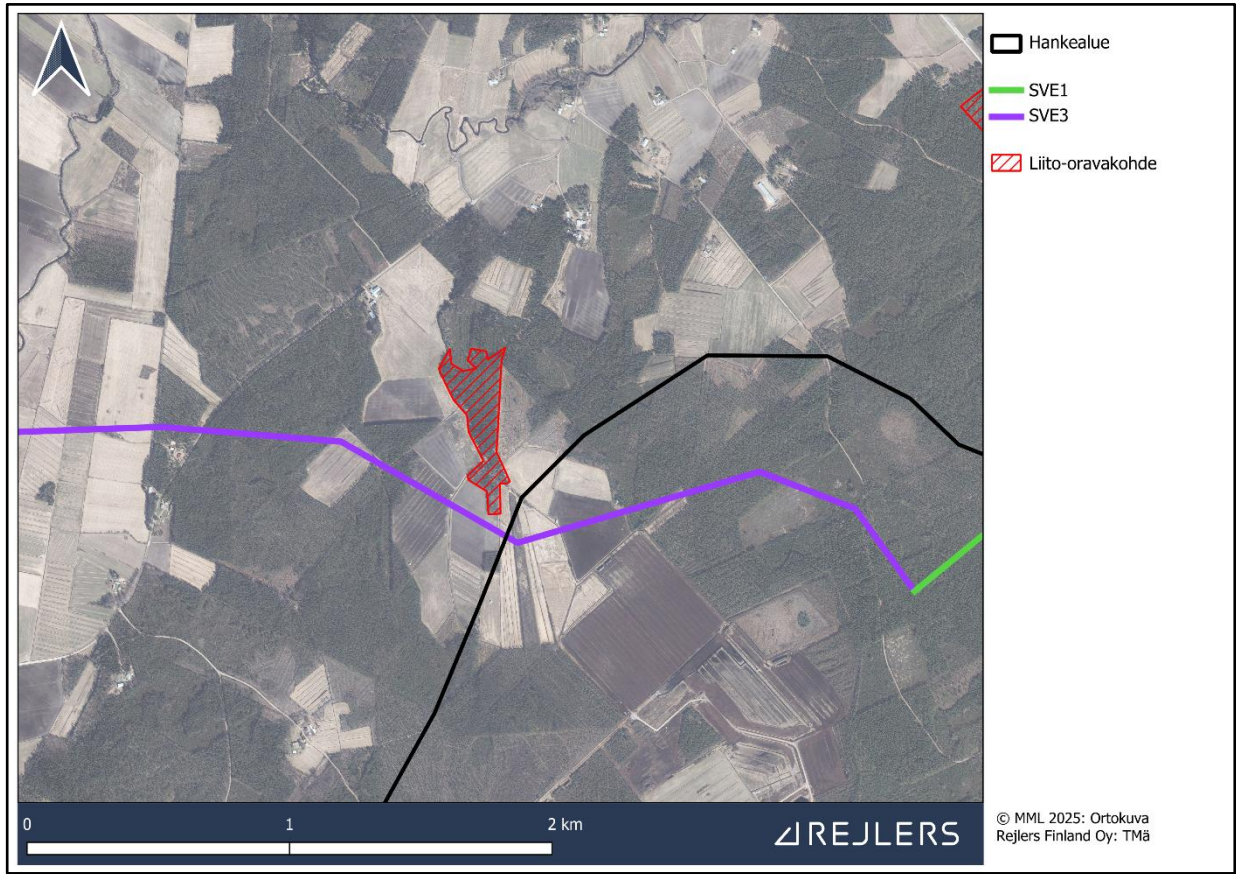 Hankealue
SVE1
SVE3
Liito-oravakohde
0 1 2 km
REJLERS
© MML 2025: Ortokuva
Rejlers Finland Oy: TMä